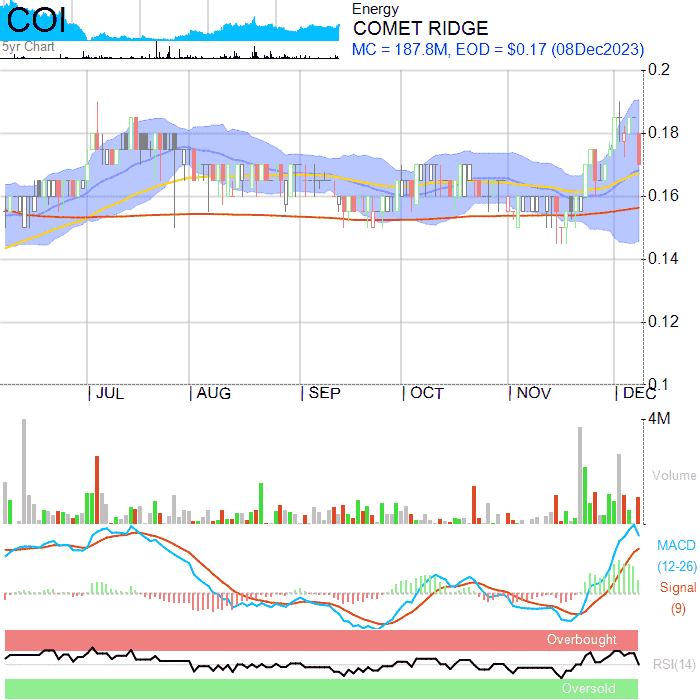 COI
5yr Chart
Energy
COMET RIDGE
MC = 187.8M, EOD = $0.17 (08Dec2023)
0.2
0.18
0.16
0.14
0.12
0.1
JUL AUG SEP OCT NOV DEC
4M
Volume
MACD
(12-26)
Signal
(9)
Overbought
RSI(14)
Oversold